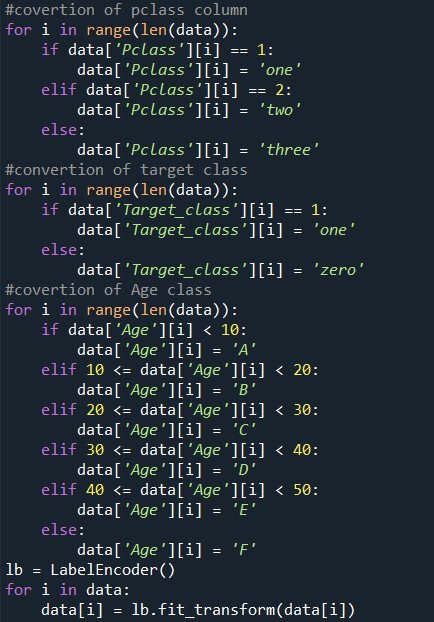 #covertion of pclass column
for i in range(len(data)):
    if data['Pclass'][i] == 1:
        data['Pclass'][i] = 'one'
    elif data['Pclass'][i] == 2:
        data['Pclass'][i] = 'two'
    else:
        data['Pclass'][i] = 'three'
#convertion of target class
for i in range(len(data)):
    if data['Target_class'][i] == 1:
        data['Target_class'][i] = 'one'
    else:
        data['Target_class'][i] = 'zero'
#covertion of Age class
for i in range(len(data)):
    if data['Age'][i] < 10:
        data['Age'][i] = 'A'
    elif 10 <= data['Age'][i] < 20:
        data['Age'][i] = 'B'
    elif 20 <= data['Age'][i] < 30:
        data['Age'][i] = 'C'
    elif 30 <= data['Age'][i] < 40:
        data['Age'][i] = 'D'
    elif 40 <= data['Age'][i] < 50:
        data['Age'][i] = 'E'
    else:
        data['Age'][i] = 'F'
lb = LabelEncoder()
for i in data:
    data[i] = lb.fit_transform(data[i])